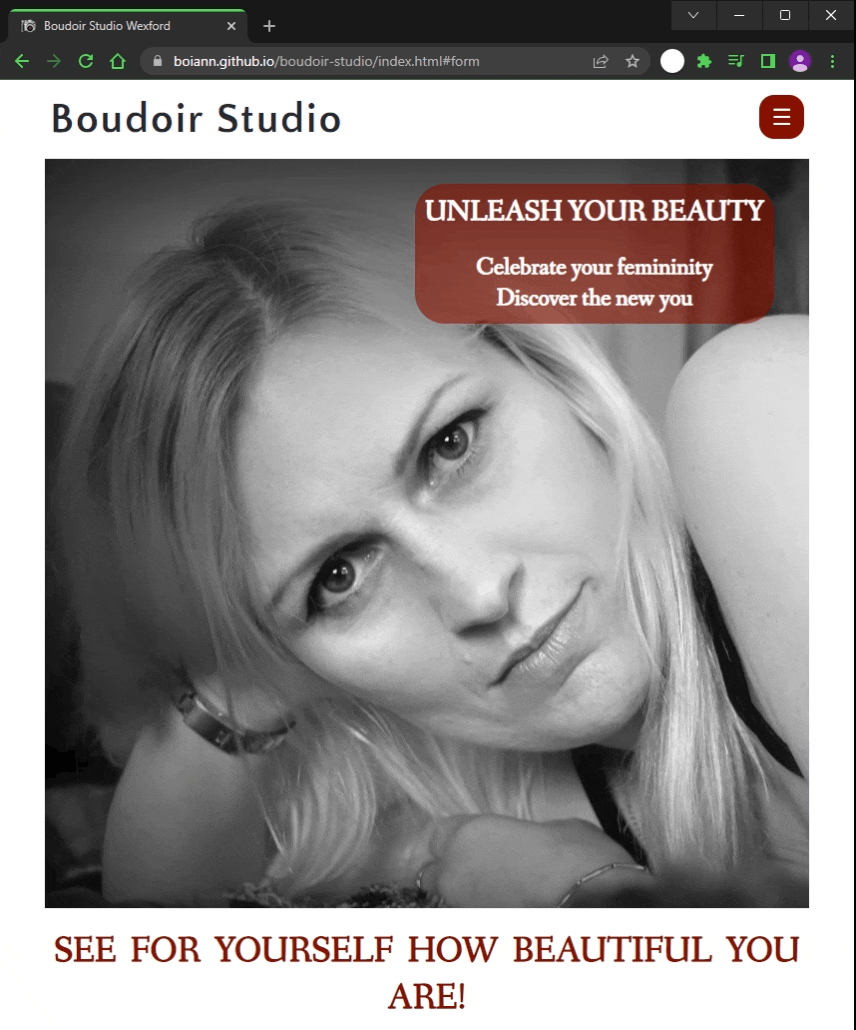 Boudoir Studio Wexford
boiann.github.io/boudoir-studio/index.html#form
Boudoir Studio
UNLEASH YOUR BEAUTY
Celebrate your femininity
Discover the new you
SEE FOR YOURSELF HOW BEAUTIFUL YOU
ARE!